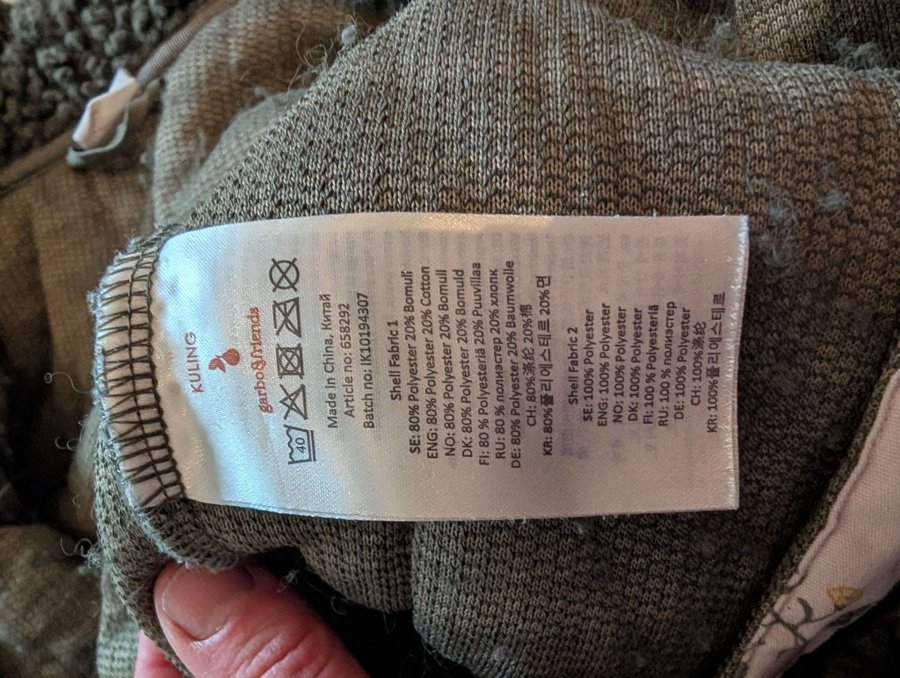 KULING
garbo&friends
40
Made In China, Китай
Article no: 658292
Batch no: IK10194307
Shell Fabric 1
SE: 80% Polyester 20% Bomull
ENG: 80% Polyester 20% Cotton
NO: 80% Polyester 20% Bomull
DK: 80% Polyester 20% Bomuld
FI: 80 % Polyesteriä 20% Puuvillaa
RU: 80 % полиэстер 20% хлопк
DE: 80% Polyester 20% Baumwolle
CH: 80%涤纶 20%棉
KR: 80%폴리에스테르 20%면
Shell Fabric 2
SE: 100% Polyester
ENG: 100% Polyester
NO: 100% Polyester
DK: 100% Polyester
FI: 100 % Polyesteriä
RU: 100 % полиэстер
DE: 100% Polyester
CH: 100%涤纶
KR: 100%폴리에스테르